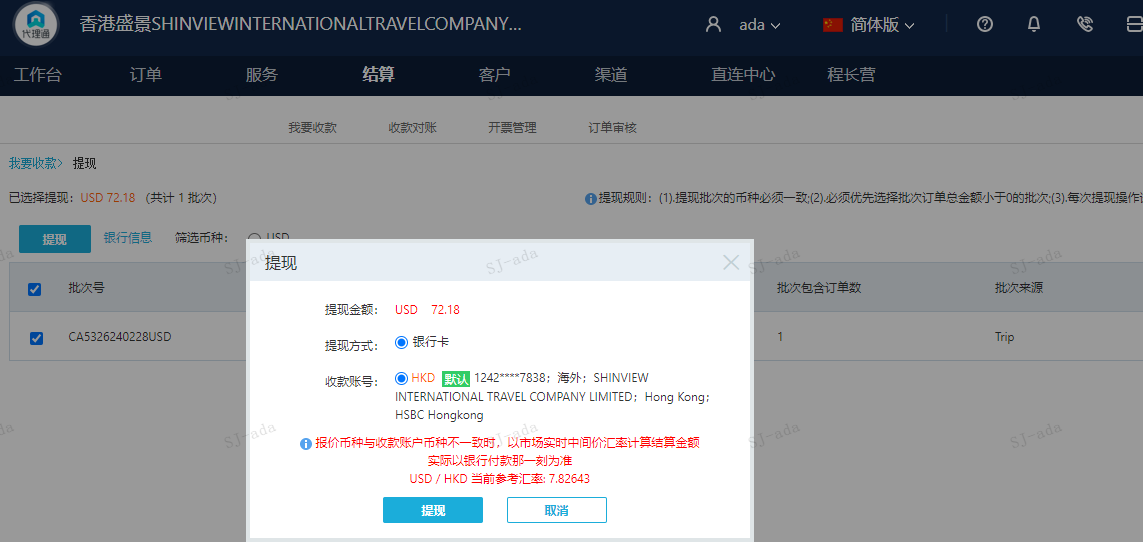 代理通
香港盛景SHINVIEWINTERNATIONALTRAVELCOMPANY...
ada
简体版
工作台 订单 服务 结算 客户 渠道 直连中心 程长营
我要收款 收款对账 开票管理 订单审核
我要收款> 提现
已选择提现：USD 72.18 (共计 1 批次)
提现规则：(1).提现批次的币种必须一致;(2).必须优先选择批次订单总金额小于0的批次;(3).每次提现操作
提现 银行信息 筛选币种： USD
批次号 批次包含订单数 批次来源
CA5326240228USD 1 Trip
提现
提现金额： USD 72.18
提现方式： 银行卡
收款账号： HKD 默认 1242****7838；海外；SHINVIEW
INTERNATIONAL TRAVEL COMPANY LIMITED；Hong Kong；
HSBC Hongkong
报价币种与收款账户币种不一致时，以市场实时中间价汇率计算结算金额
实际以银行付款那一刻为准
USD / HKD 当前参考汇率: 7.82643
提现 取消
SJ-ada
SJ-ada
SJ-ada
SJ-ada
SJ-ada
SJ-ada